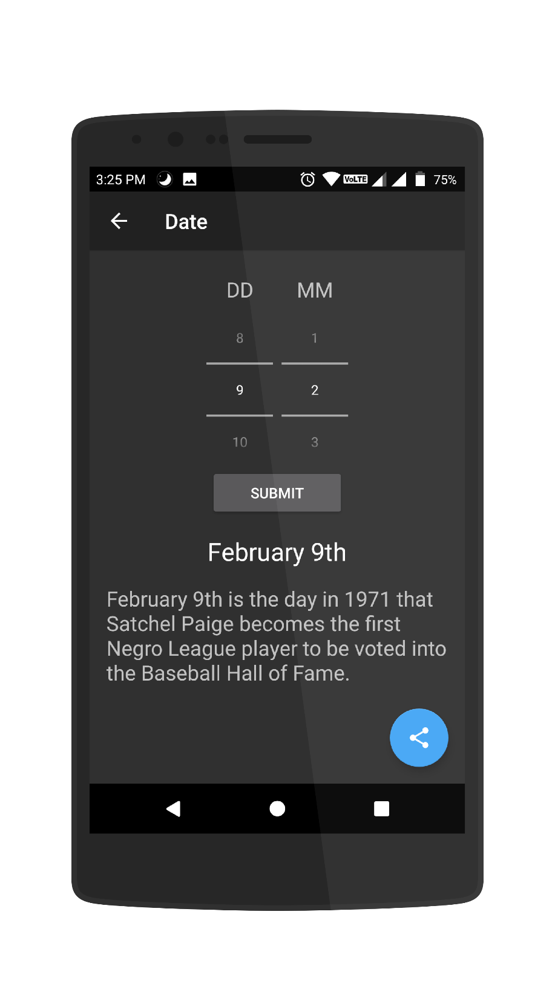 3:25 PM VoLTE 75%
Date
DD MM
8 1
9 2
10 3
SUBMIT
February 9th
February 9th is the day in 1971 that
Satchel Paige becomes the first
Negro League player to be voted into
the Baseball Hall of Fame.